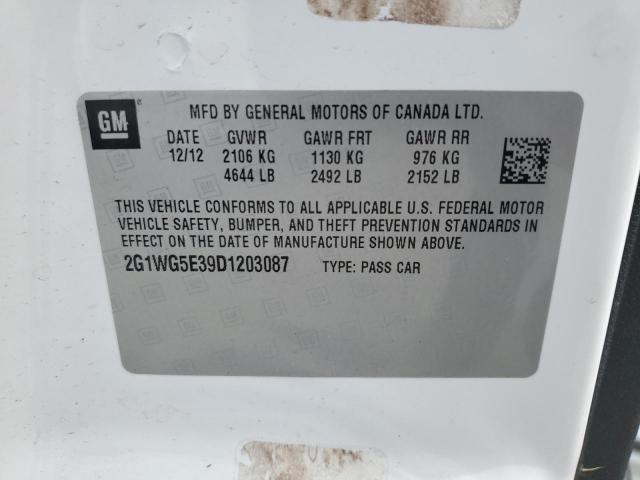 GM
MFD BY GENERAL MOTORS OF CANADA LTD.
DATE GVWR GAWR FRT GAWR RR
12/12 2106 KG 1130 KG 976 KG
4644 LB 2492 LB 2152 LB
THIS VEHICLE CONFORMS TO ALL APPLICABLE U.S. FEDERAL MOTOR
VEHICLE SAFETY, BUMPER, AND THEFT PREVENTION STANDARDS IN
EFFECT ON THE DATE OF MANUFACTURE SHOWN ABOVE.
2G1WG5E39D1203087 TYPE: PASS CAR